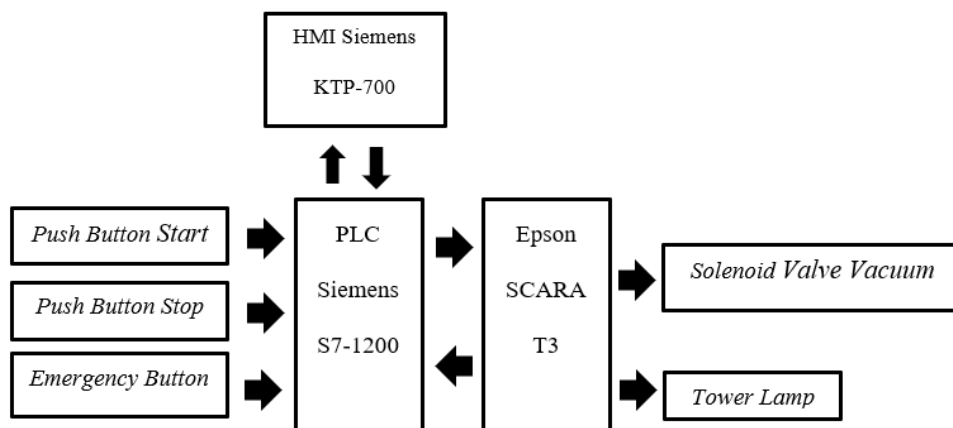 HMI Siemens
KTP-700
Push Button Start
Push Button Stop
Emergency Button
PLC
Siemens
S7-1200
Epson
SCARA
T3
Solenoid Valve Vacuum
Tower Lamp